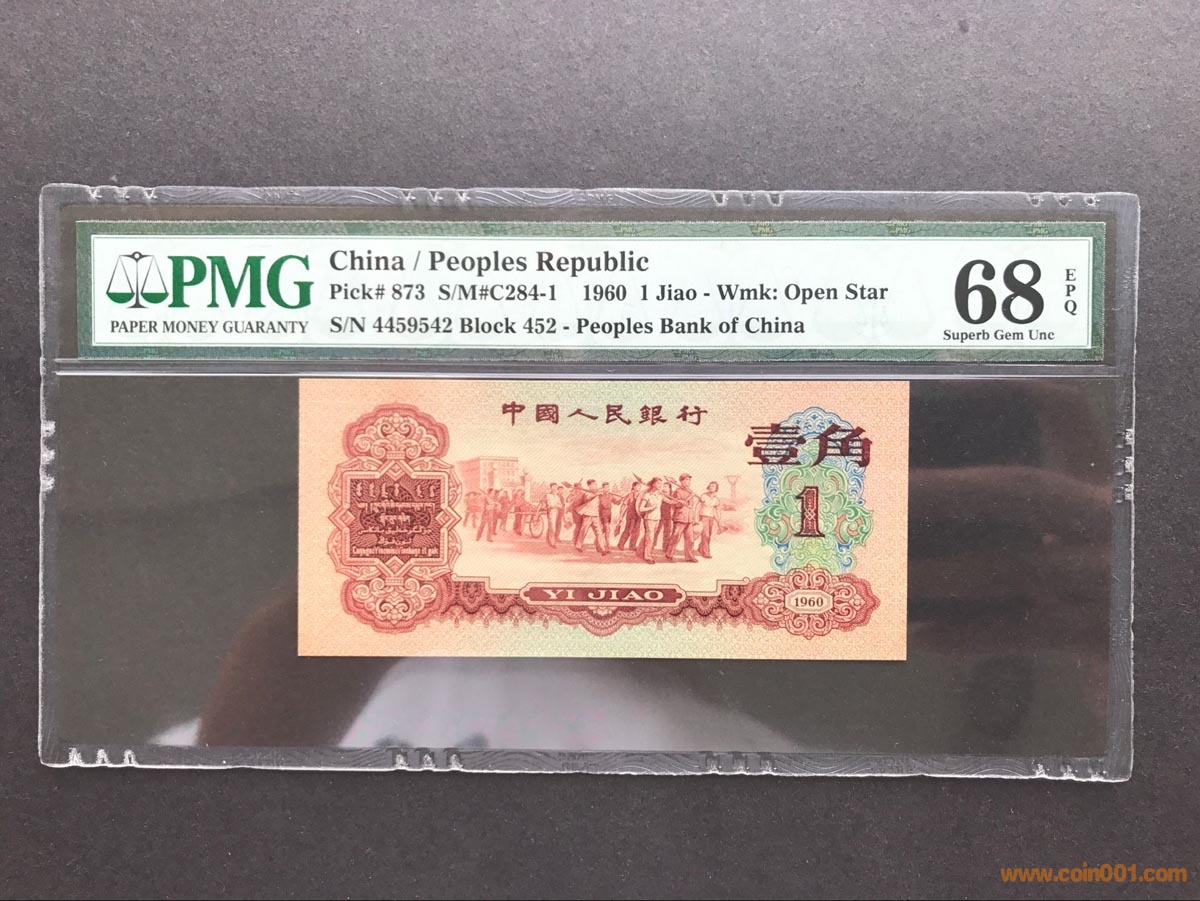 PMG
PAPER MONEY GUARANTY
China / Peoples Republic
Pick# 873 S/M#C284-1 1960 1 Jiao - Wmk: Open Star
S/N 4459542 Block 452 - Peoples Bank of China
68
EPQ
Superb Gem Unc
中國人民銀行
壹角
1
YI JIAO
1960
www.coin001.com